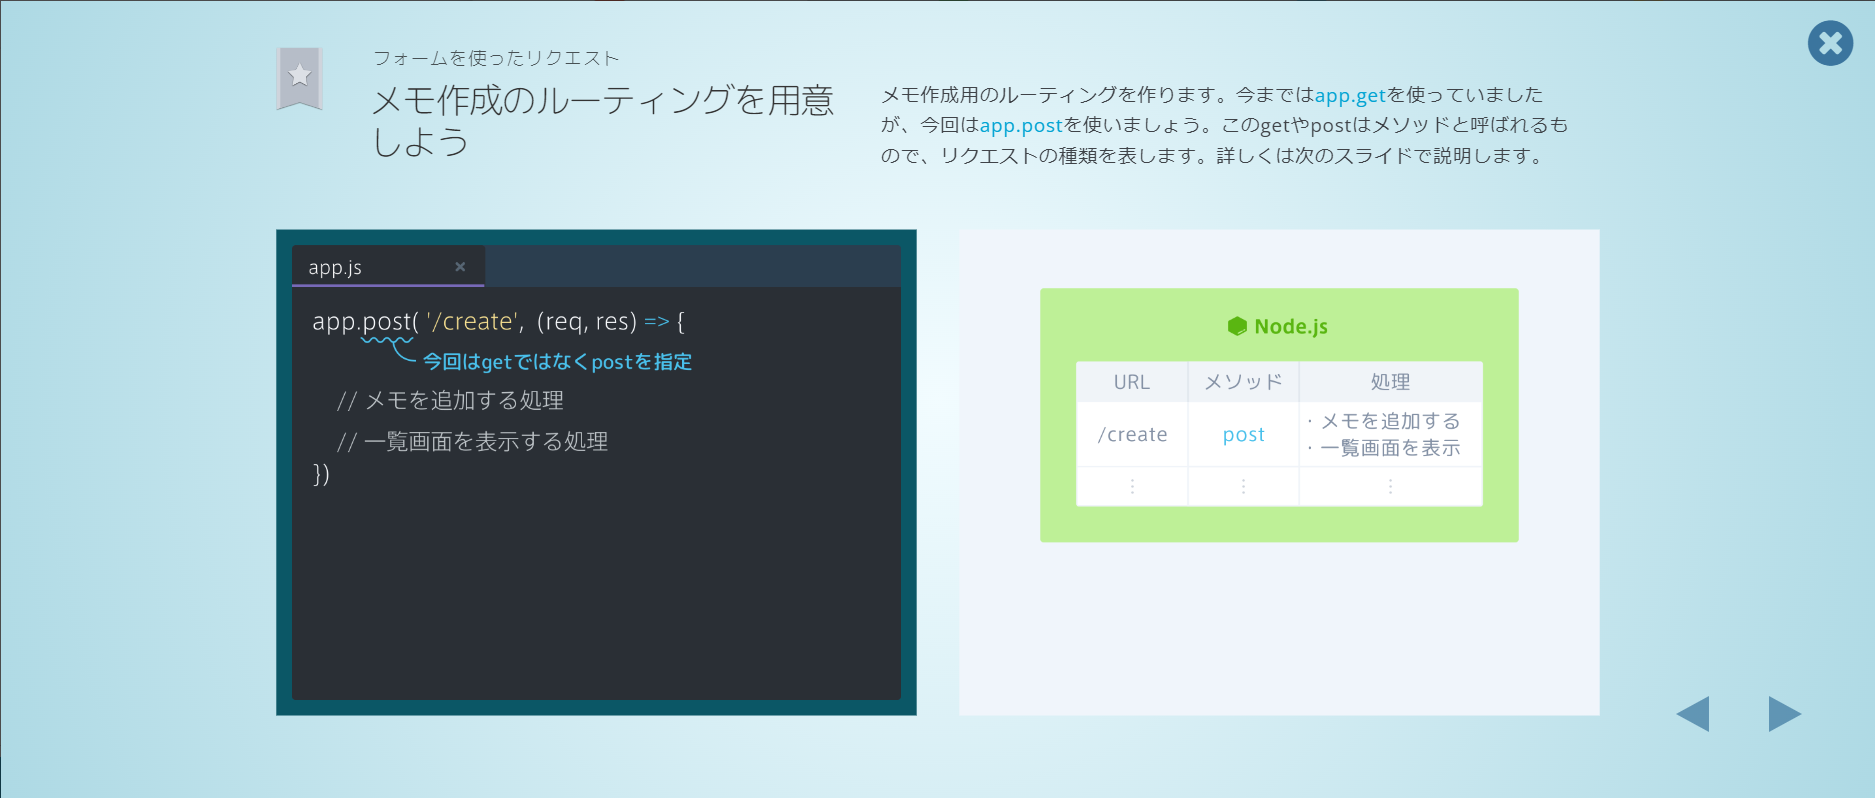 フォームを使ったリクエスト
メモ作成のルーティングを用意
しよう
メモ作成用のルーティングを作ります。今まではapp.getを使っていました
が、今回はapp.postを使いましょう。このgetやpostはメソッドと呼ばれるも
ので、リクエストの種類を表します。詳しくは次のスライドで説明します。
app.js
app.post( '/create', (req, res) => {
今回はgetではなくpostを指定
// メモを追加する処理
// 一覧画面を表示する処理
})
Node.js
URL メソッド 処理
/create post ・メモを追加する
・一覧画面を表示
⋮ ⋮ ⋮